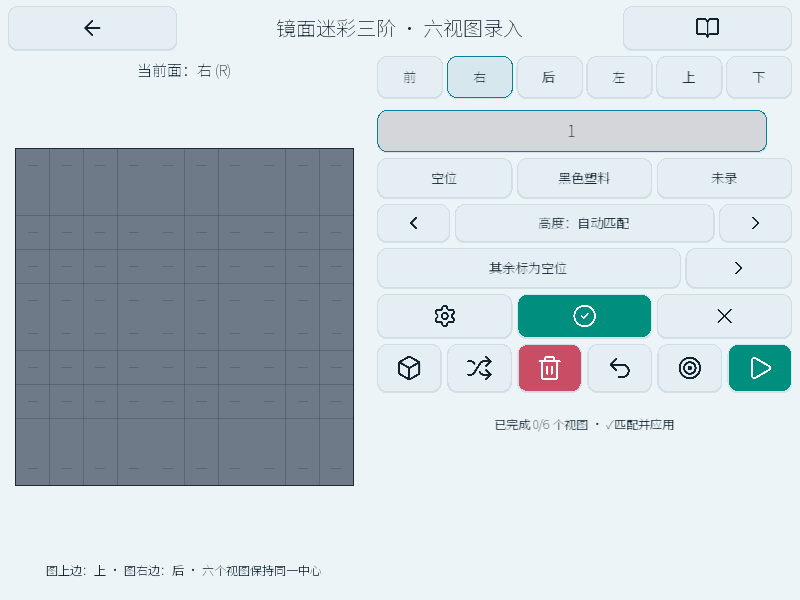 镜面迷彩三阶 · 六视图录入
当前面：右 (R)
前 右 后 左 上 下
1
空位 黑色塑料 未录
高度：自动匹配
其余标为空位
已完成 0/6 个视图 · ✓匹配并应用
图上边：上 · 图右边：后 · 六个视图保持同一中心